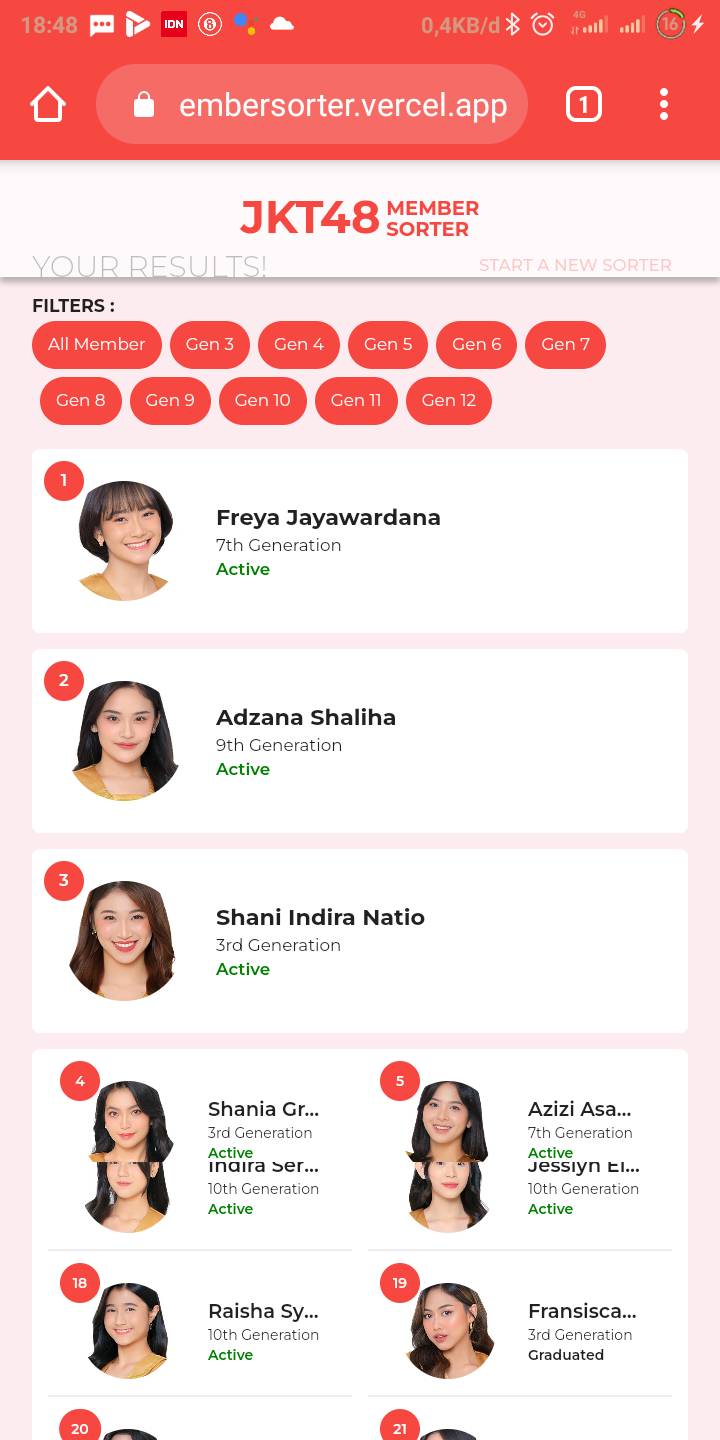 18:48
IDN
0,4KB/d
4G
16
embersorter.vercel.app
1
JKT48 MEMBER
SORTER
YOUR RESULTS!
START A NEW SORTER
FILTERS :
All Member
Gen 3
Gen 4
Gen 5
Gen 6
Gen 7
Gen 8
Gen 9
Gen 10
Gen 11
Gen 12
1
Freya Jayawardana
7th Generation
Active
2
Adzana Shaliha
9th Generation
Active
3
Shani Indira Natio
3rd Generation
Active
4
Shania Gr...
3rd Generation
Active
5
Azizi Asa...
7th Generation
Active
Indira Ser...
10th Generation
Active
Jesslyn El...
10th Generation
Active
18
Raisha Sy...
10th Generation
Active
19
Fransisca...
3rd Generation
Graduated
20
21